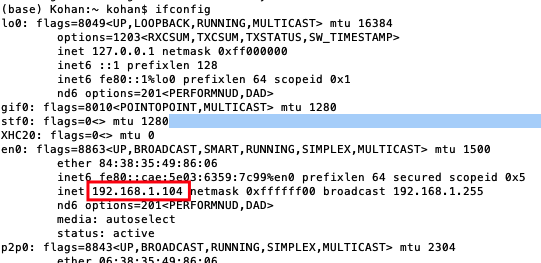 (base) Kohan:~ kohan$ ifconfig
lo0: flags=8049<UP,LOOPBACK,RUNNING,MULTICAST> mtu 16384
options=1203<RXCSUM,TXCSUM,TXSTATUS,SW_TIMESTAMP>
inet 127.0.0.1 netmask 0xff000000
inet6 ::1 prefixlen 128
inet6 fe80::1%lo0 prefixlen 64 scopeid 0x1
nd6 options=201<PERFORMNUD,DAD>
gif0: flags=8010<POINTOPOINT,MULTICAST> mtu 1280
stf0: flags=0<> mtu 1280
XHC20: flags=0<> mtu 0
en0: flags=8863<UP,BROADCAST,SMART,RUNNING,SIMPLEX,MULTICAST> mtu 1500
ether 84:38:35:49:86:06
inet6 fe80::cae:5e03:6359:7c99%en0 prefixlen 64 secured scopeid 0x5
inet 192.168.1.104 netmask 0xffffff00 broadcast 192.168.1.255
nd6 options=201<PERFORMNUD,DAD>
media: autoselect
status: active
p2p0: flags=8843<UP,BROADCAST,RUNNING,SIMPLEX,MULTICAST> mtu 2304
ether 06:38:35:49:86:06